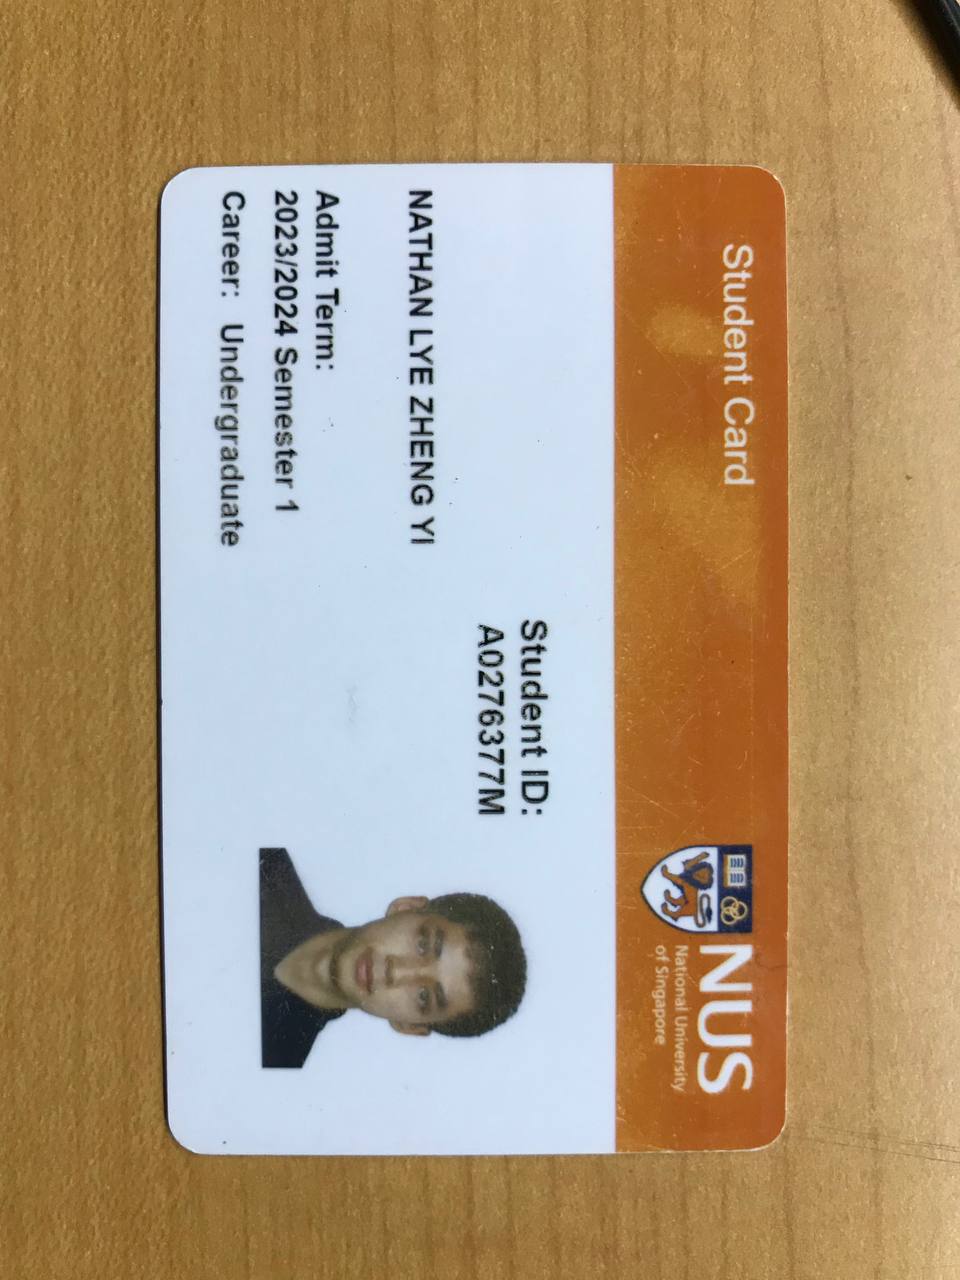 Student Card
NUS
National University
of Singapore
Student ID:
A0276377M
NATHAN LYE ZHENG YI
Admit Term:
2023/2024 Semester 1
Career: Undergraduate